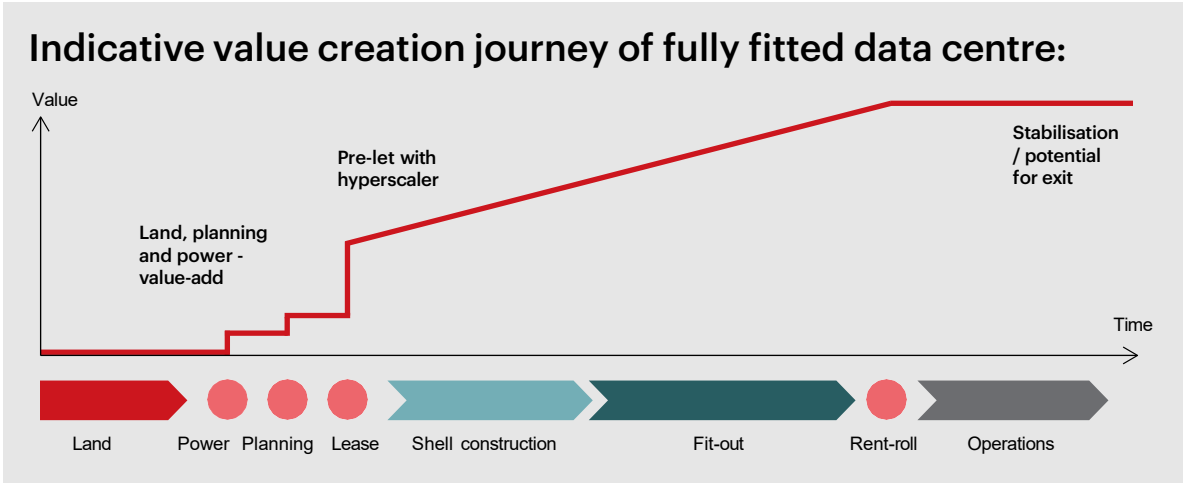 Indicative value creation journey of fully fitted data centre:
Value
Pre-let with
hyperscaler
Stabilisation
/ potential
for exit
Land, planning
and power -
value-add
Time
Land
Power
Planning
Lease
Shell construction
Fit-out
Rent-roll
Operations